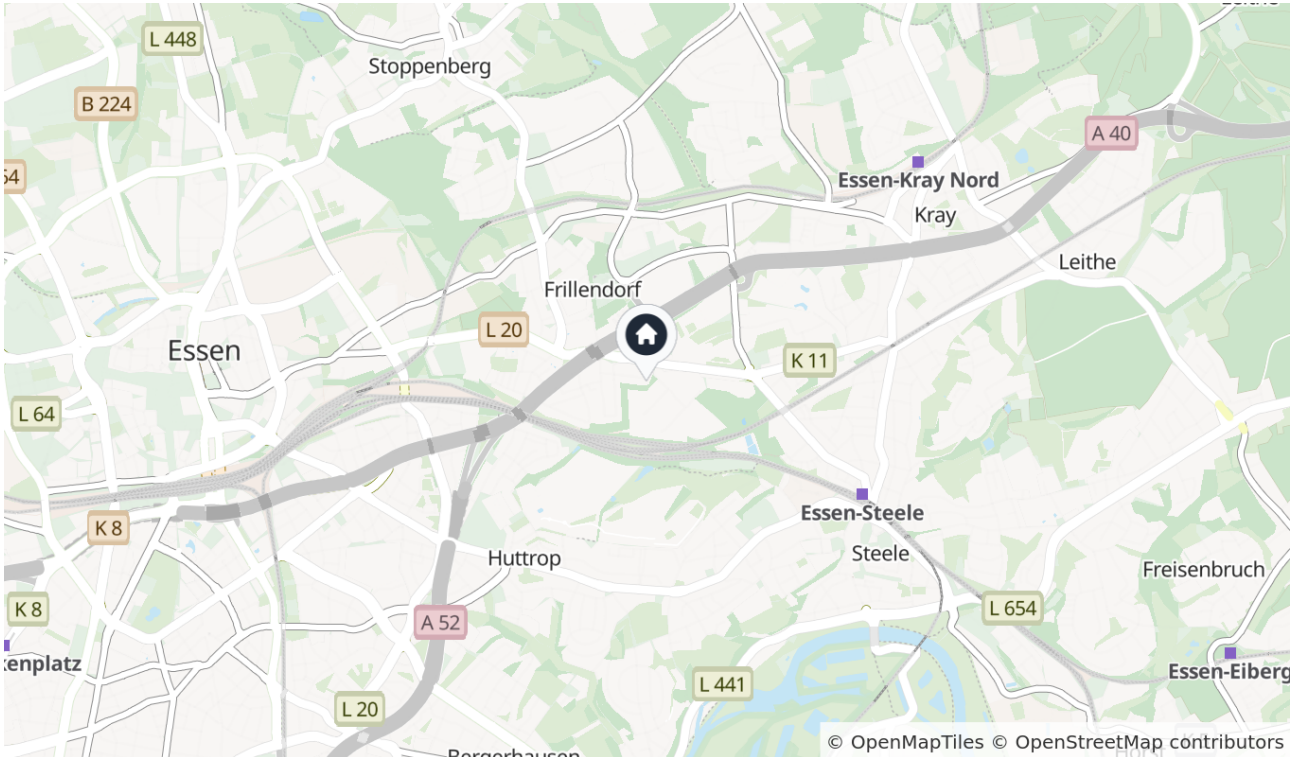 Leithe
L 448
Stoppenberg
B 224
A 40
54
Essen-Kray Nord
Kray
Leithe
Frillendorf
L 20
Essen
K 11
L 64
Essen-Steele
K 8
Steele
Huttrop
Freisenbruch
K 8
L 654
A 52
kenplatz
Essen-Eiberg
L 441
L 20
Bergerhausen
© OpenMapTiles © OpenStreetMap contributors